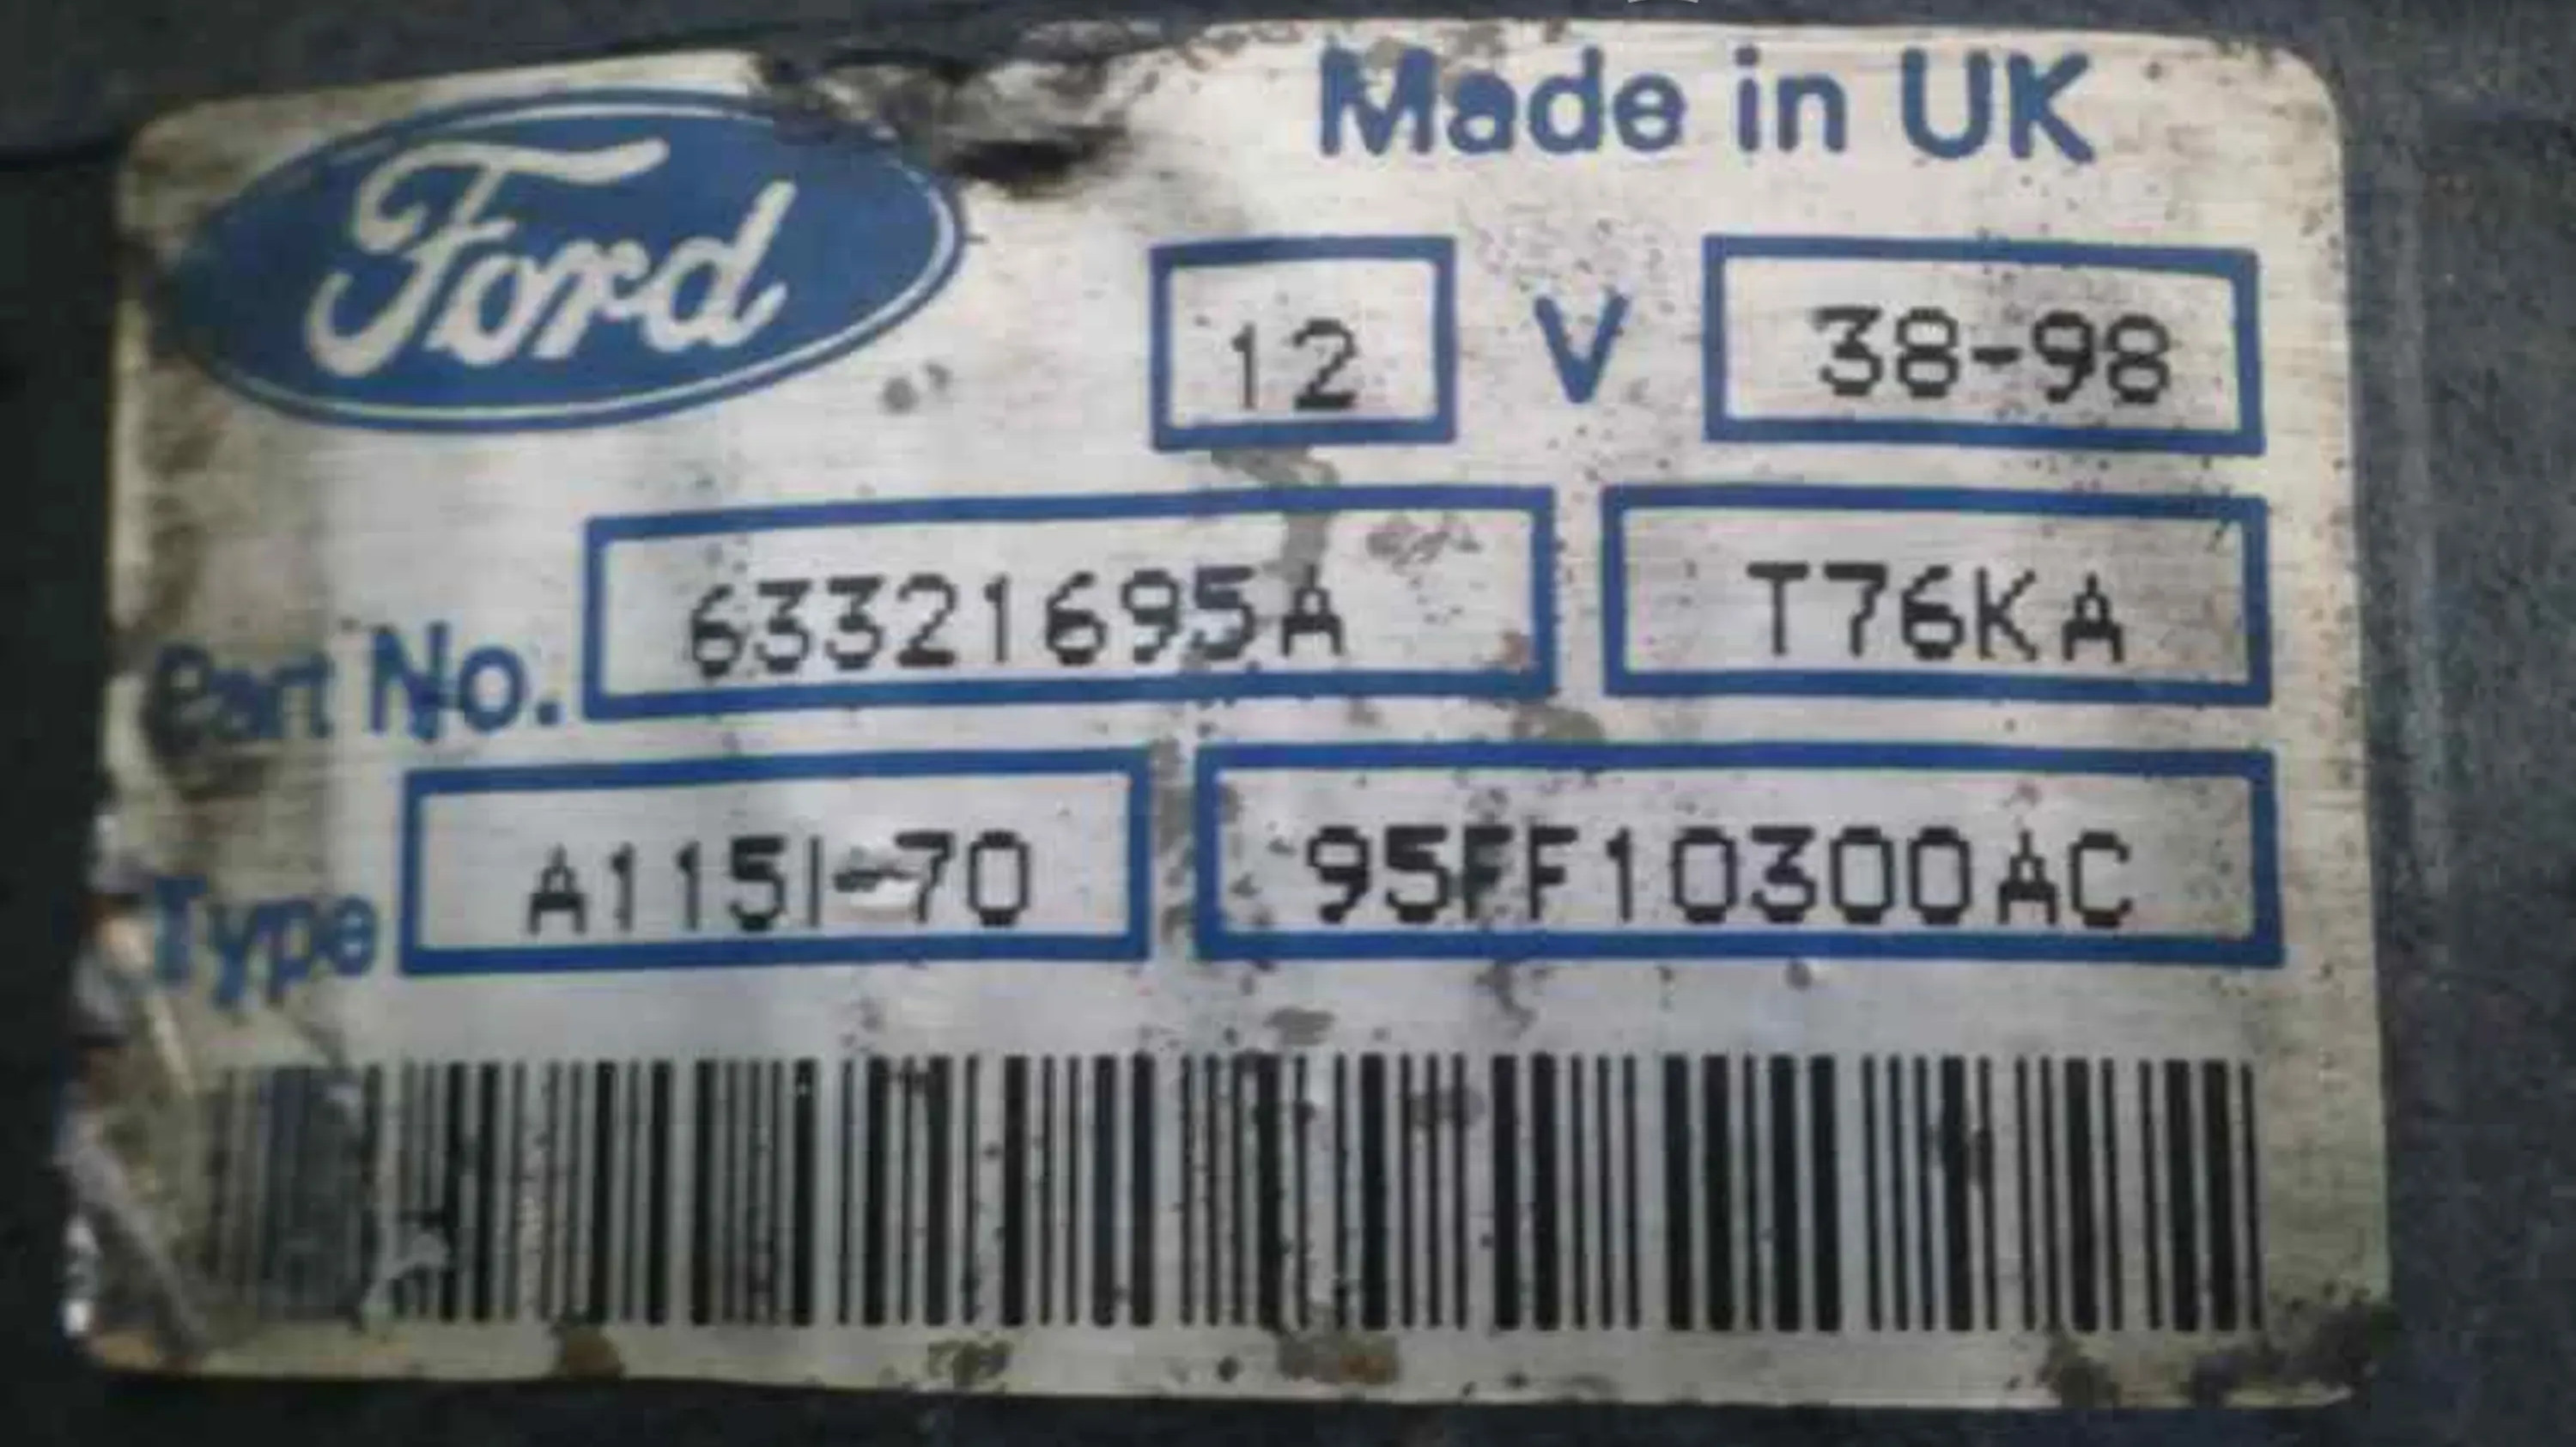 Ford Made in UK
12 V 38-98
Part No. 63321695A T76KA
Type A115I-70 95FF10300AC